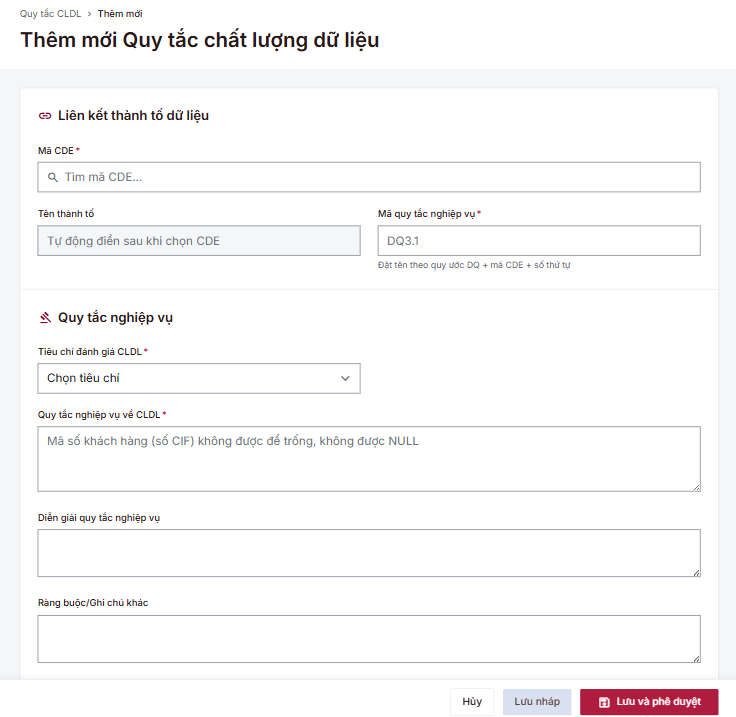 Quy tắc CLDL › Thêm mới
Thêm mới Quy tắc chất lượng dữ liệu
Liên kết thành tố dữ liệu
Mã CDE *
Tìm mã CDE...
Tên thành tố
Mã quy tắc nghiệp vụ *
Tự động điền sau khi chọn CDE
DQ3.1
Đặt tên theo quy ước DQ + mã CDE + số thứ tự
Quy tắc nghiệp vụ
Tiêu chí đánh giá CLDL *
Chọn tiêu chí
Quy tắc nghiệp vụ về CLDL *
Mã số khách hàng (số CIF) không được để trống, không được NULL
Diễn giải quy tắc nghiệp vụ
Ràng buộc/Ghi chú khác
Hủy
Lưu nháp
Lưu và phê duyệt